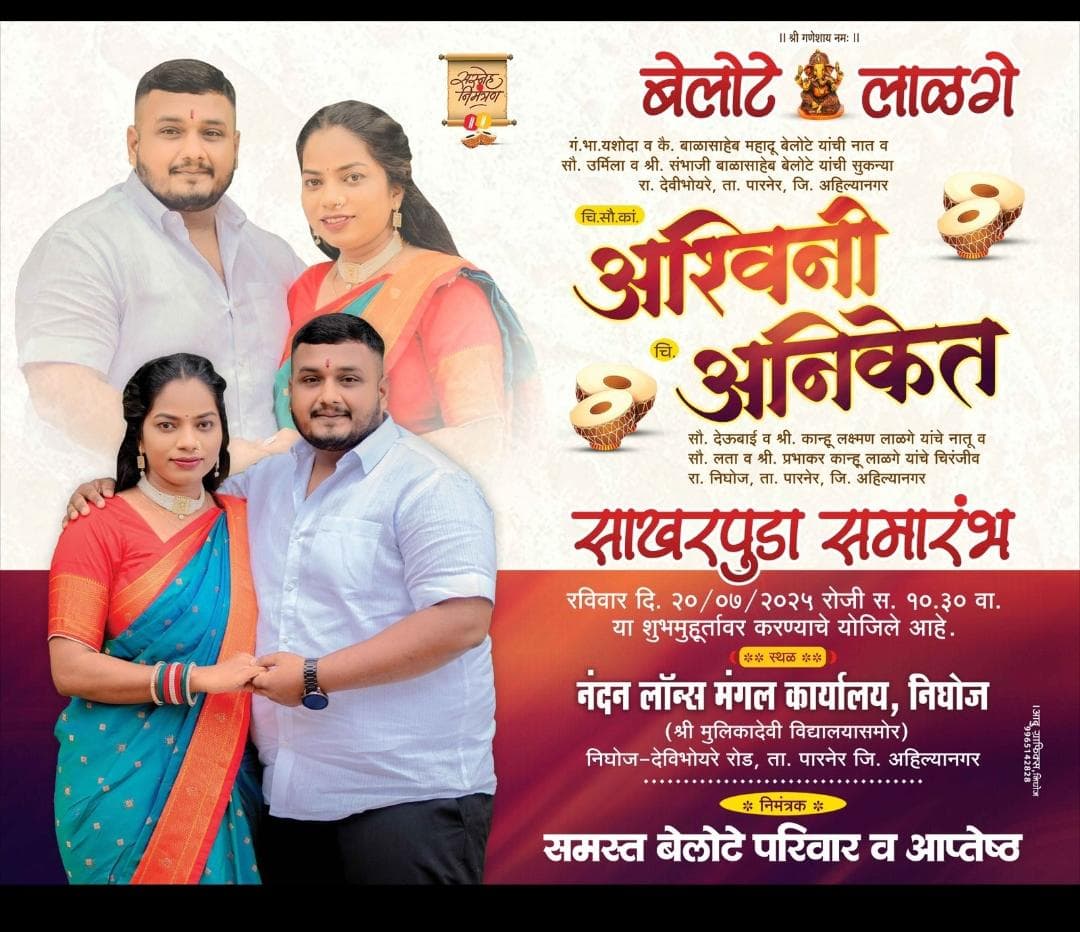 ॥ श्री गणेशाय नमः ॥
सस्नेह
निमंत्रण
बेलोटे लाळगे
गं.भा.यशोदा व कै. बाळासाहेब महादू बेलोटे यांची नात व
सौ. उर्मिला व श्री. संभाजी बाळासाहेब बेलोटे यांची सुकन्या
रा. देवीभोयरे, ता. पारनेर, जि. अहिल्यानगर
चि.सौ.कां.
अश्विनी
चि.
अनिकेत
सौ. देऊबाई व श्री. कान्हू लक्ष्मण लाळगे यांचे नातू व
सौ. लता व श्री. प्रभाकर कान्हू लाळगे यांचे चिरंजीव
रा. निघोज, ता. पारनेर, जि. अहिल्यानगर
साखरपुडा समारंभ
रविवार दि. २०/०७/२०२५ रोजी स. १०.३० वा.
या शुभमुहूर्तावर करण्याचे योजिले आहे.
** स्थळ **
नंदन लॉन्स मंगल कार्यालय, निघोज
(श्री मुलिकादेवी विद्यालयासमोर)
निघोज-देविभोयरे रोड, ता. पारनेर जि. अहिल्यानगर
* निमंत्रक *
समस्त बेलोटे परिवार व आप्तेष्ठ
ग्राफिक्स, निघोज
9965142828